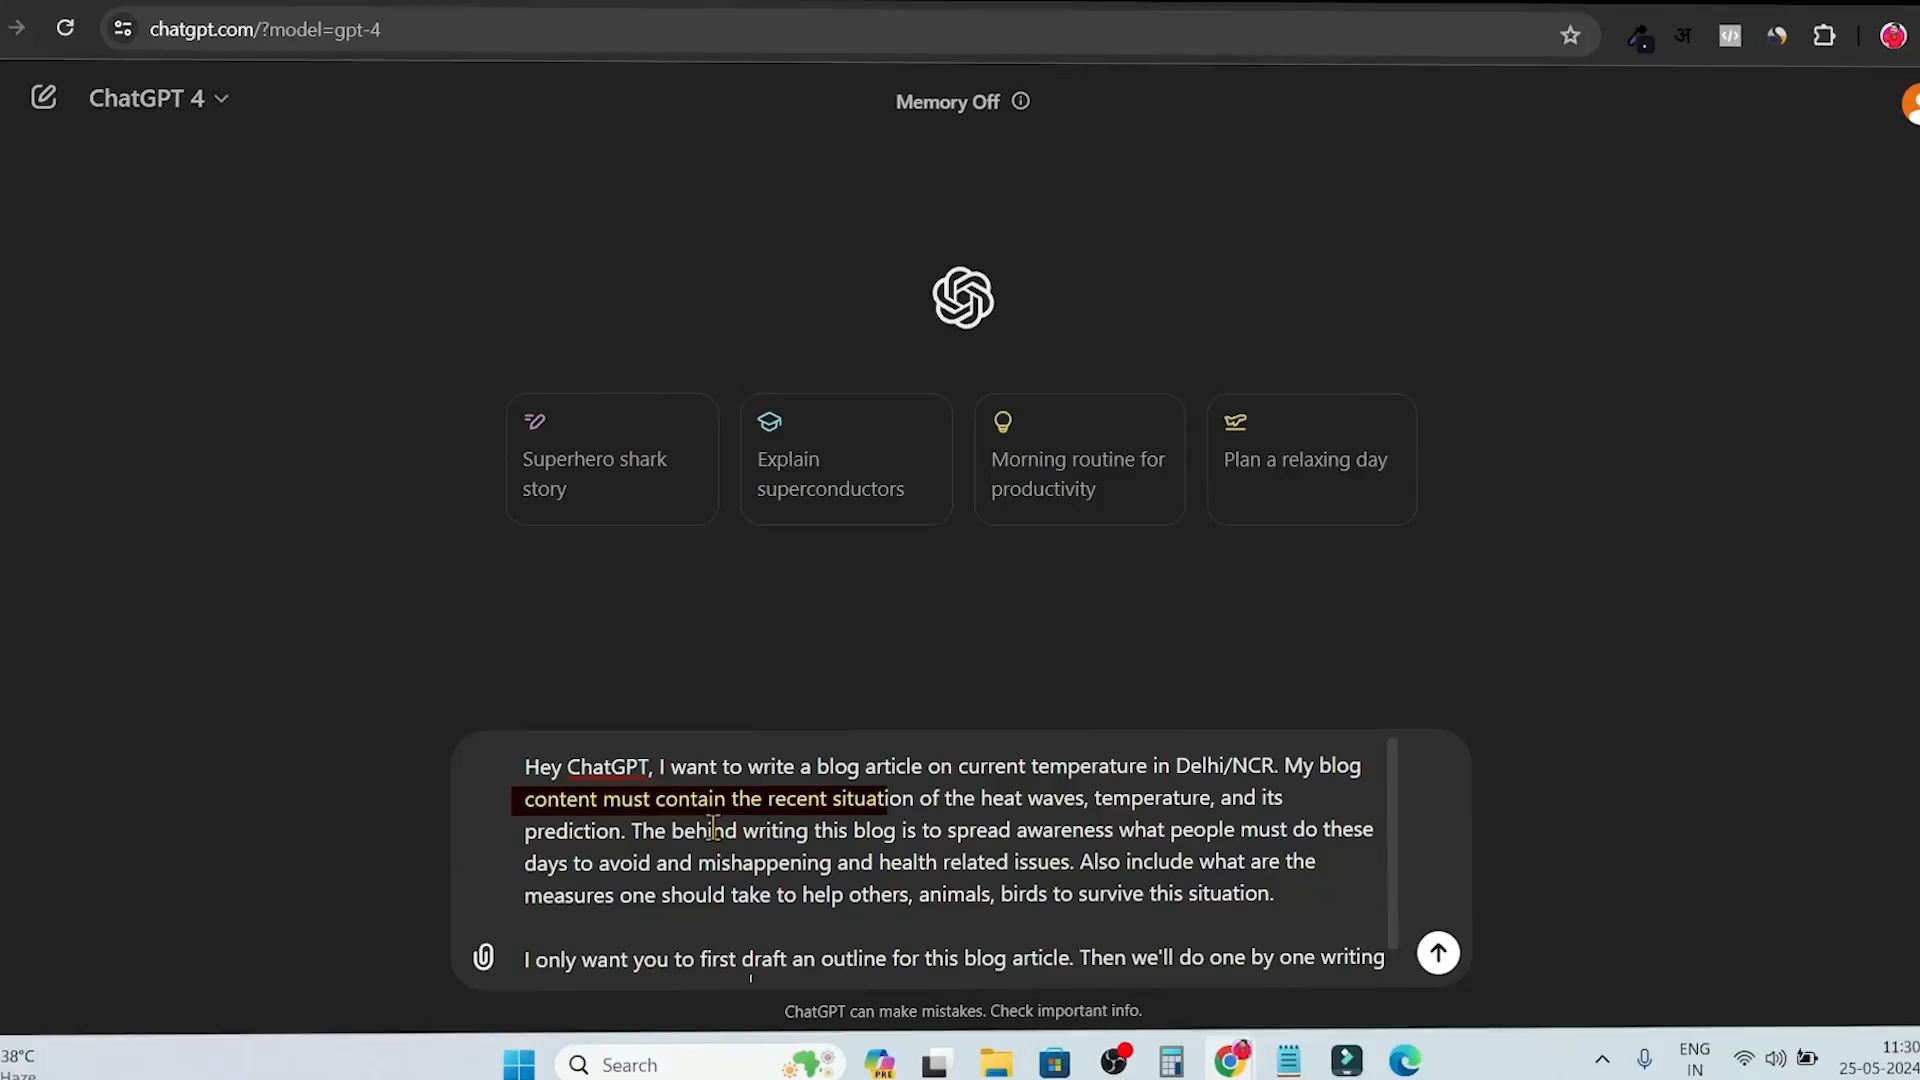 chatgpt.com/?model=gpt-4
अ
ChatGPT 4
Memory Off
Superhero shark
story
Explain
superconductors
Morning routine for
productivity
Plan a relaxing day
Hey ChatGPT, I want to write a blog article on current temperature in Delhi/NCR. My blog
content must contain the recent situation of the heat waves, temperature, and its
prediction. The behind writing this blog is to spread awareness what people must do these
days to avoid and mishappening and health related issues. Also include what are the
measures one should take to help others, animals, birds to survive this situation.
I only want you to first draft an outline for this blog article. Then we'll do one by one writing
ChatGPT can make mistakes. Check important info.
38°C
Haze
Search
PRE
ENG
IN
11:30
25-05-2024